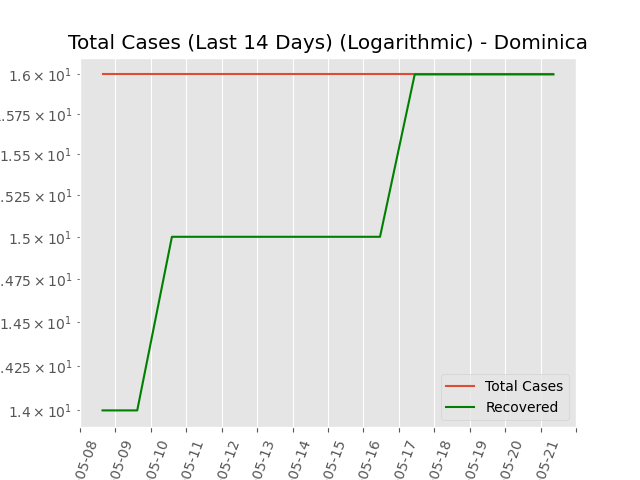 Total Cases (Last 14 Days) (Logarithmic) - Dominica
1.6 × 10¹
.575 × 10¹
1.55 × 10¹
.525 × 10¹
1.5 × 10¹
.475 × 10¹
1.45 × 10¹
.425 × 10¹
1.4 × 10¹
Total Cases
Recovered
05-08
05-09
05-10
05-11
05-12
05-13
05-14
05-15
05-16
05-17
05-18
05-19
05-20
05-21